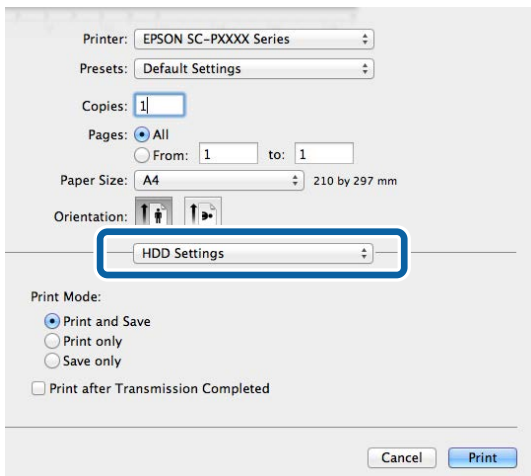 Printer: EPSON SC-PXXXX Series
Presets: Default Settings
Copies: 1
Pages: All
From: 1 to: 1
Paper Size: A4 210 by 297 mm
Orientation:
HDD Settings
Print Mode:
Print and Save
Print only
Save only
Print after Transmission Completed
Cancel Print